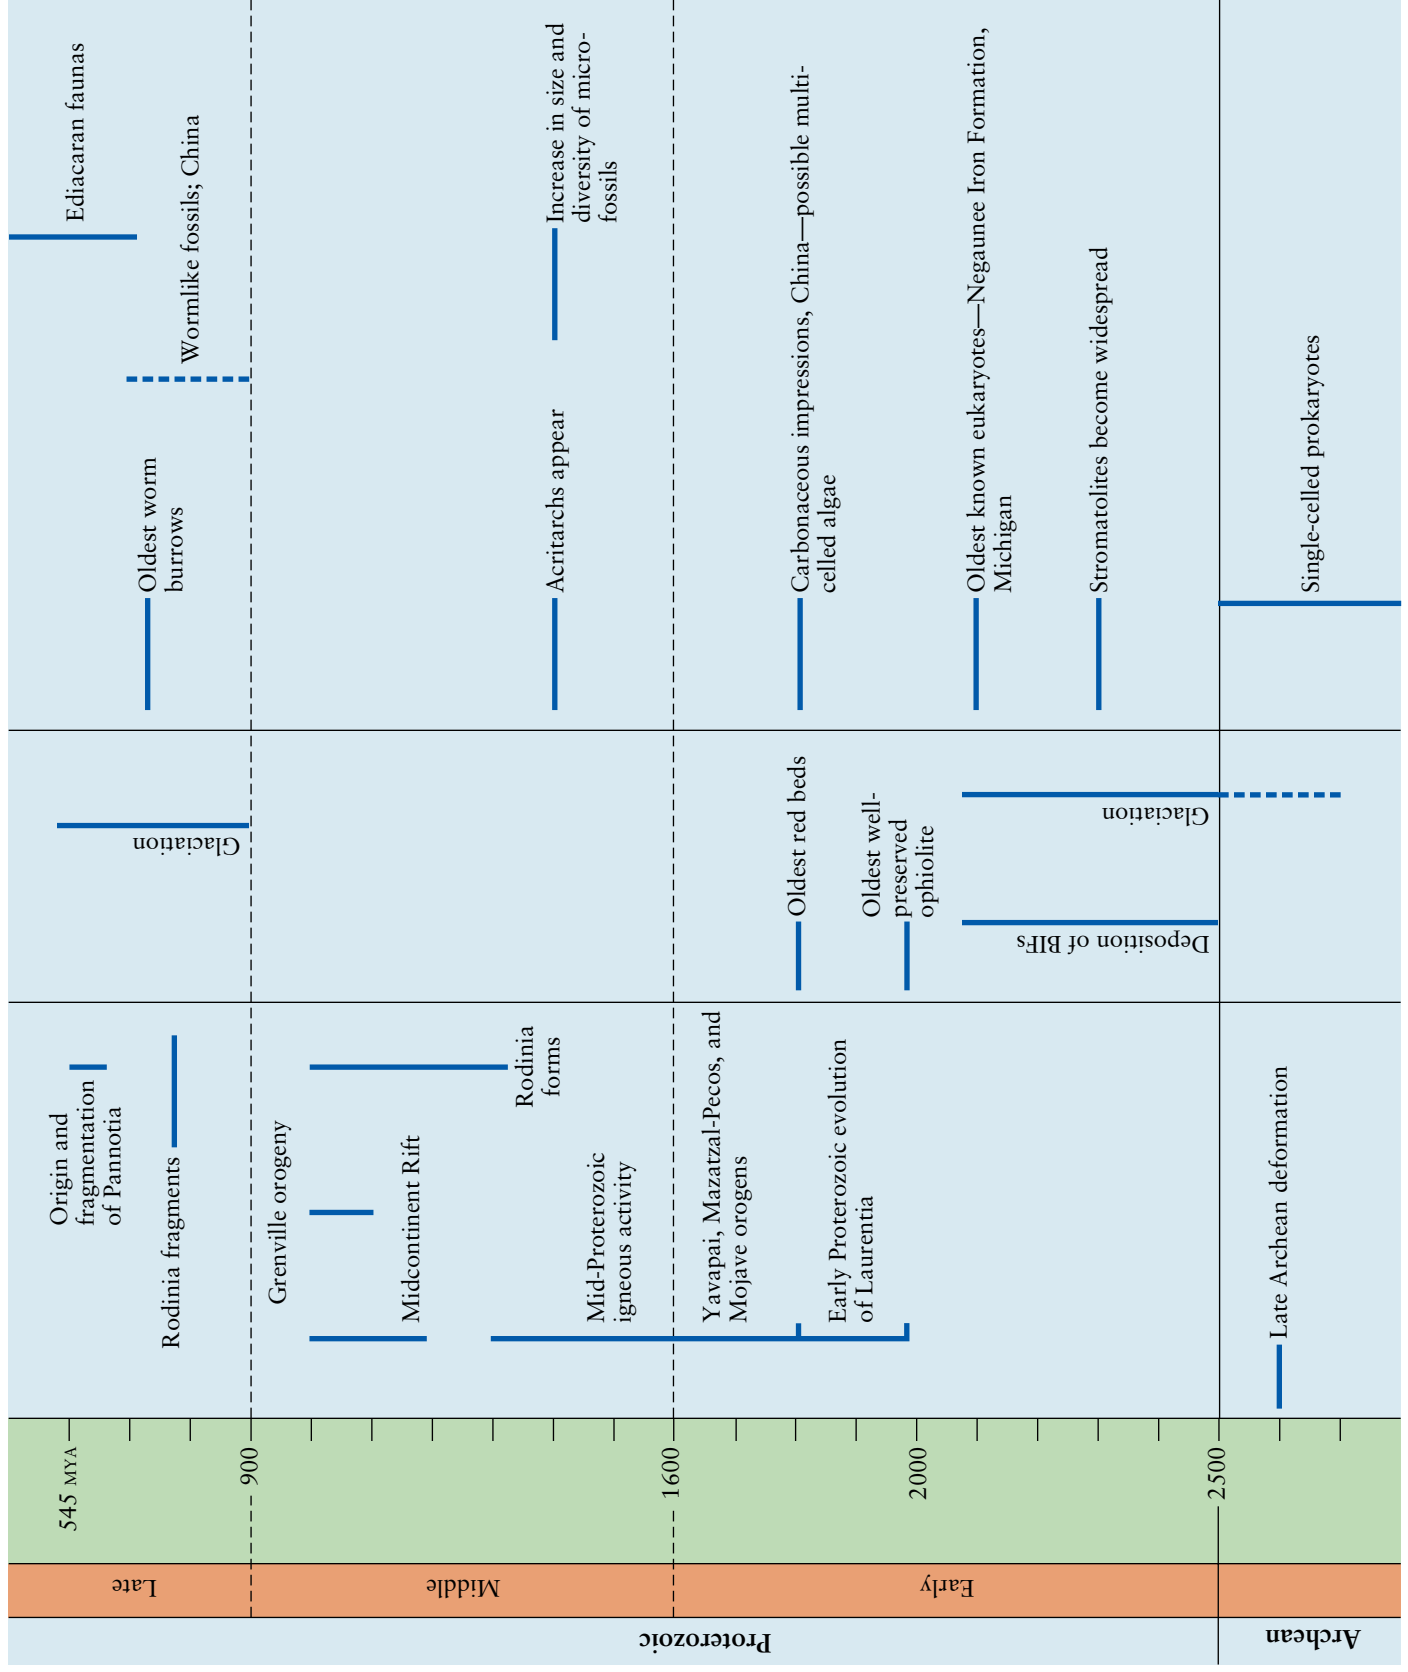 Proterozoic
Archean
Late
Middle
Early
545 MYA
900
1600
2000
2500
Origin and
fragmentation
of Pannotia
Rodinia fragments
Grenville orogeny
Midcontinent Rift
Rodinia
forms
Mid-Proterozoic
igneous activity
Yavapai, Mazatzal-Pecos, and
Mojave orogens
Early Proterozoic evolution
of Laurentia
Late Archean deformation
Glaciation
Oldest red beds
Oldest well-
preserved
ophiolite
Deposition of BIFs
Glaciation
Ediacaran faunas
Wormlike fossils; China
Oldest worm
burrows
Increase in size and
diversity of micro-
fossils
Acritarchs appear
Carbonaceous impressions, China—possible multi-
celled algae
Oldest known eukaryotes—Negaunee Iron Formation,
Michigan
Stromatolites become widespread
Single-celled prokaryotes